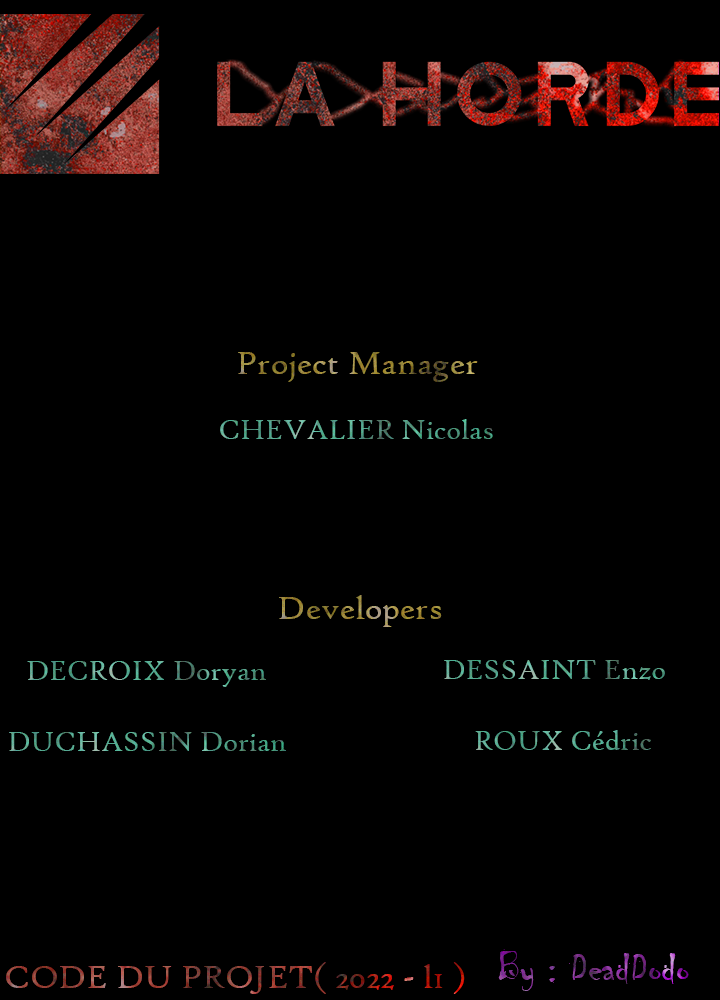 LA HORDE
Project Manager
CHEVALIER Nicolas
Developers
DECROIX Doryan
DESSAINT Enzo
DUCHASSIN Dorian
ROUX Cédric
CODE DU PROJET( 2022 - l1 )
By : DeadDodo